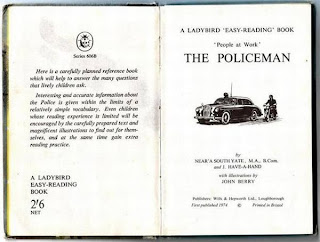 Series 606B
Here is a carefully planned reference book
which will help to answer the many questions
that lively children ask.
Interesting and accurate information about
the Police is given within the limits of a
relatively simple vocabulary. Even children
whose reading experience is limited will be
encouraged by the carefully prepared text and
magnificent illustrations to find out for them-
selves, and at the same time gain extra
reading practice.
A LADYBIRD
EASY-READING
BOOK
2'6
NET
A LADYBIRD 'EASY-READING' BOOK
'People at Work'
THE POLICEMAN
by
NEAR'A SOUTH YATE, M.A., B.Com.
and I. HAVE-A-HAND
with illustrations by
JOHN BERRY
Publishers: Wills & Hepworth Ltd., Loughborough
First published 1974 © Printed in Bristol